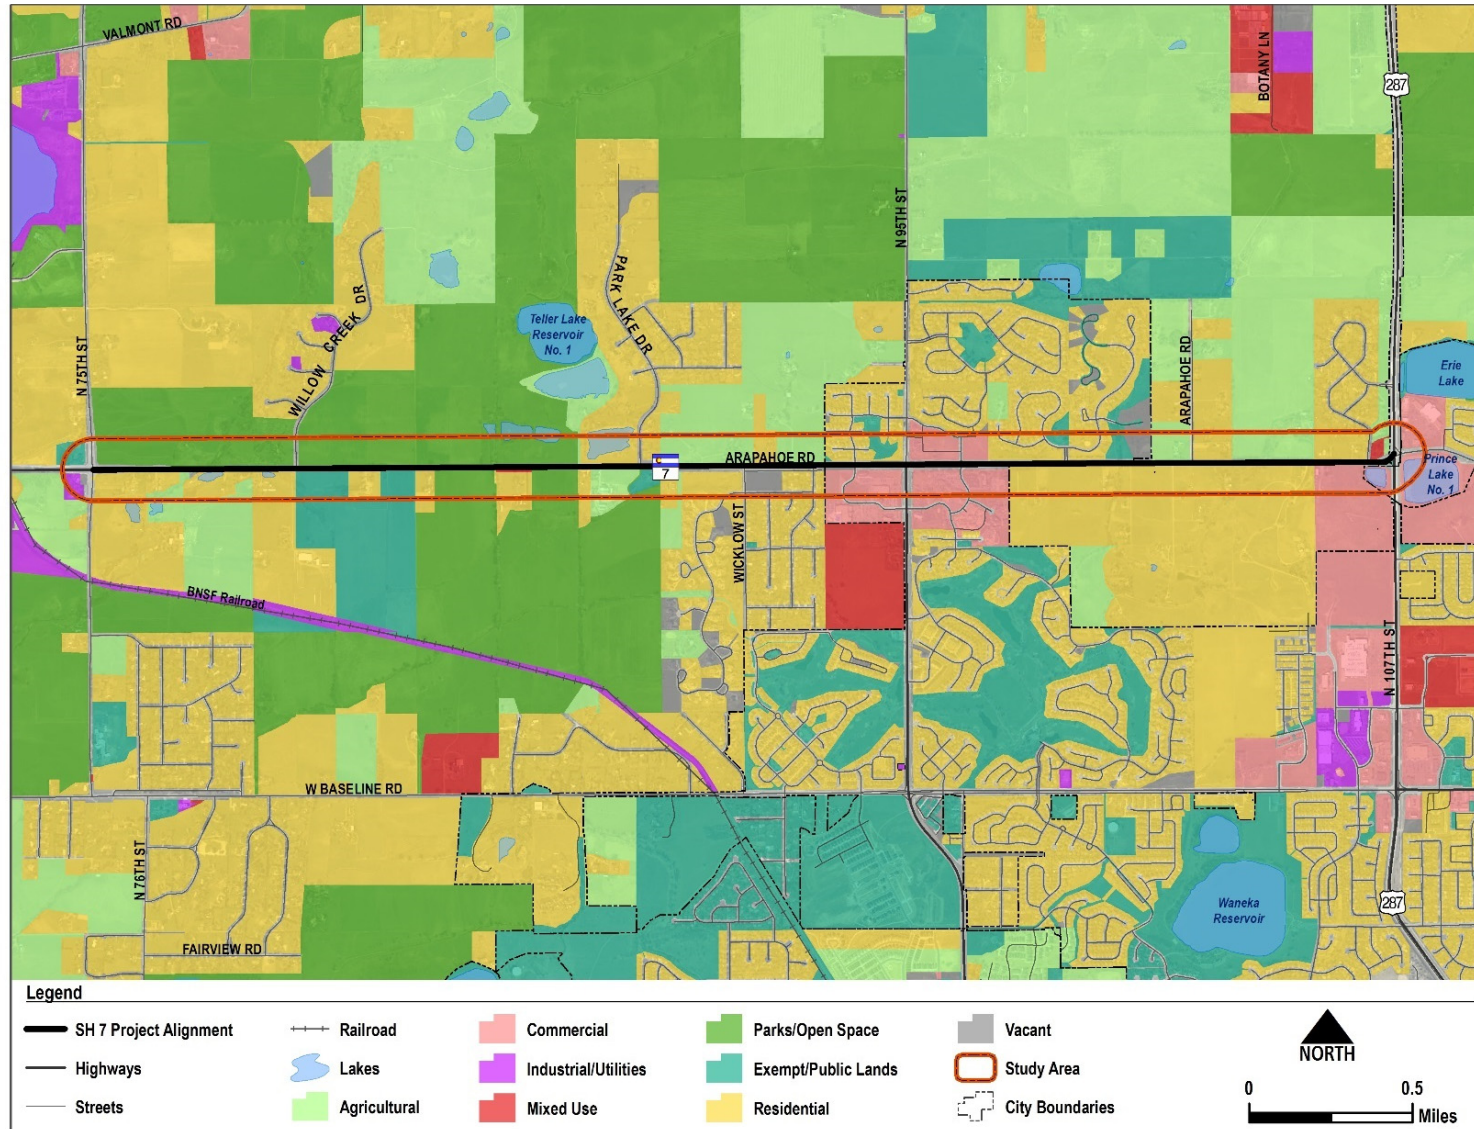 VALMONT RD
BOTANY LN
287
N 95TH ST
PARK LAKE DR
WILLOW CREEK DR
N 75TH ST
Teller Lake
Reservoir
No. 1
ARAPAHOE RD
Erie
Lake
ARAPAHOE RD
7
Prince
Lake
No. 1
WICKLOW ST
BNSF Railroad
N 107TH ST
W BASELINE RD
N 76TH ST
Waneka
Reservoir
287
FAIRVIEW RD
Legend
SH 7 Project Alignment
Railroad
Commercial
Parks/Open Space
Vacant
Highways
Lakes
Industrial/Utilities
Exempt/Public Lands
Study Area
Streets
Agricultural
Mixed Use
Residential
City Boundaries
NORTH
0 0.5
Miles